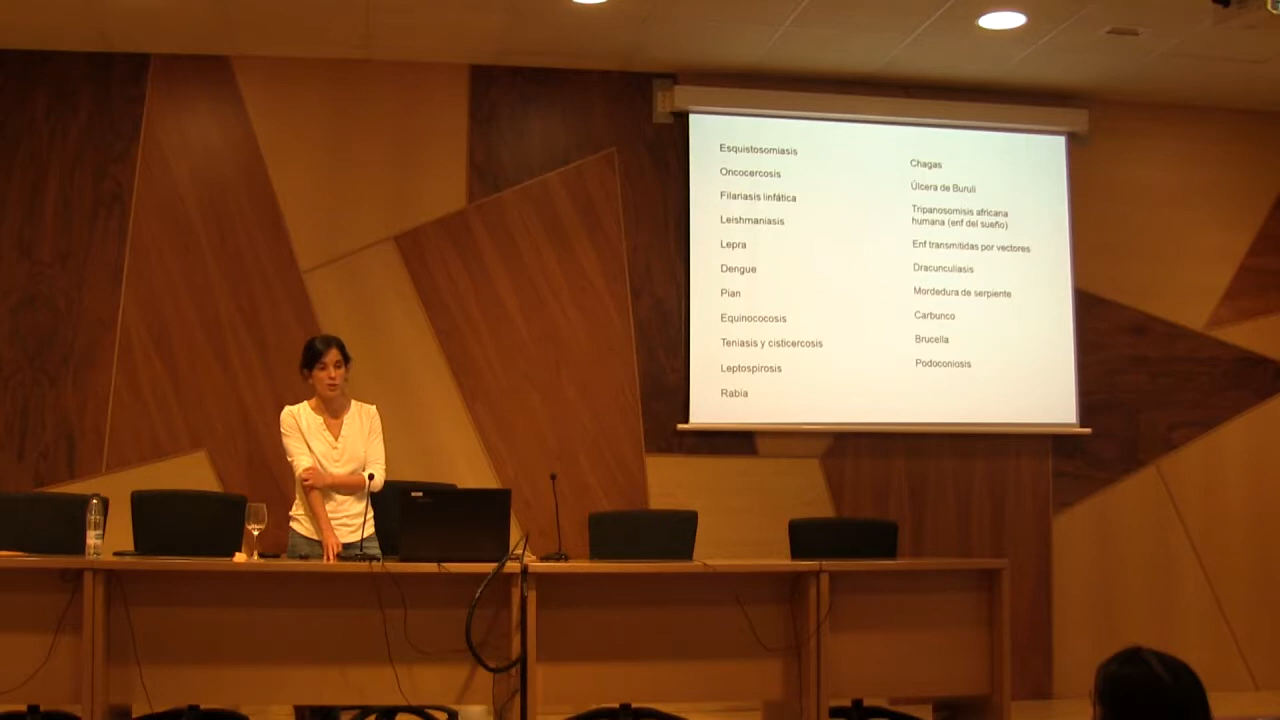 Esquistosomiasis
Oncocercosis
Filariasis linfática
Leishmaniasis
Lepra
Dengue
Pian
Equinococosis
Teniasis y cisticercosis
Leptospirosis
Rabia
Chagas
Úlcera de Buruli
Tripanosomisis africana
humana (enf del sueño)
Enf transmitidas por vectores
Dracunculiasis
Mordedura de serpiente
Carbunco
Brucella
Podoconiosis